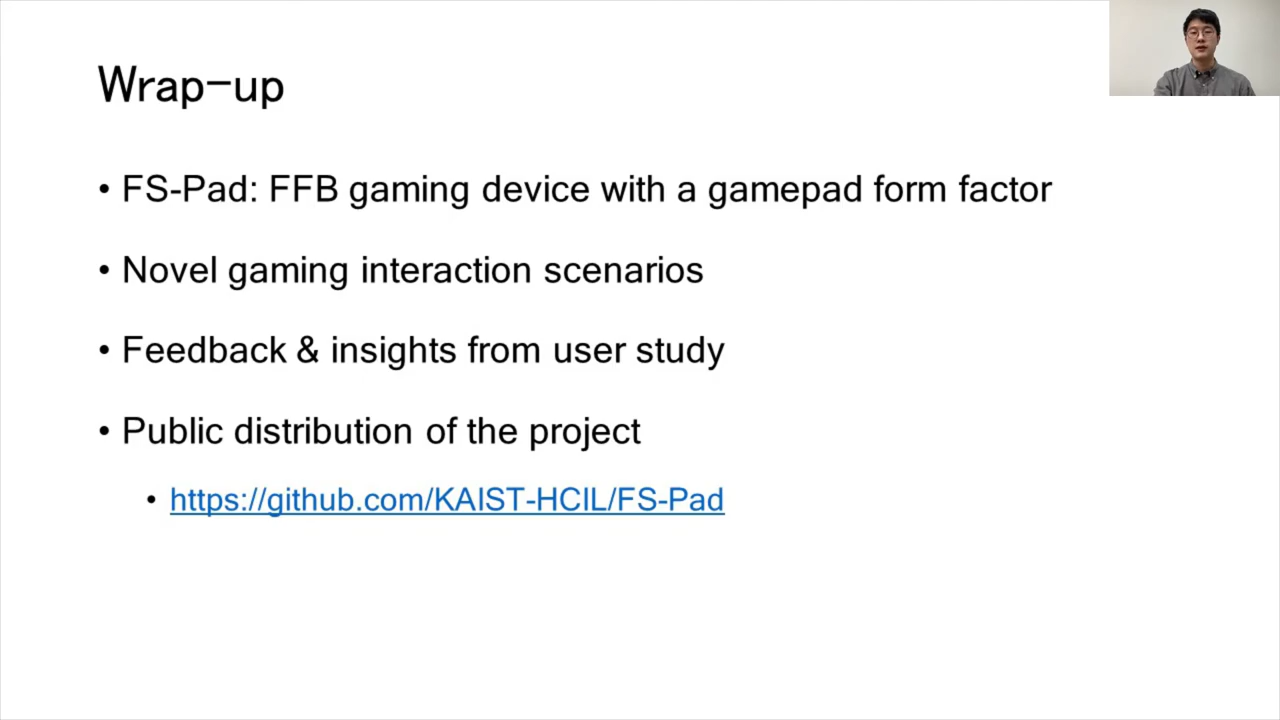 Wrap-up
• FS-Pad: FFB gaming device with a gamepad form factor
• Novel gaming interaction scenarios
• Feedback & insights from user study
• Public distribution of the project
• https://github.com/KAIST-HCIL/FS-Pad